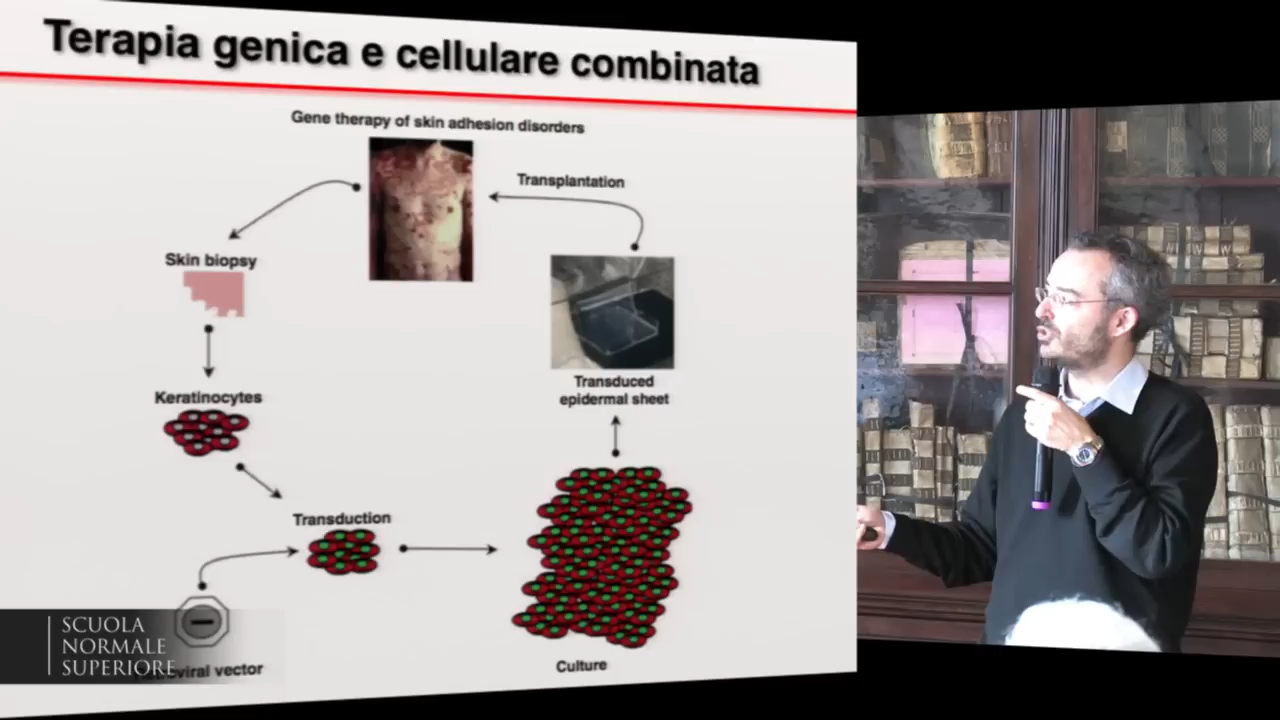 Terapia genica e cellulare combinata
Gene therapy of skin adhesion disorders
Transplantation
Skin biopsy
Transduced
epidermal sheet
Keratinocytes
Transduction
Culture
viral vector
SCUOLA
NORMALE
SUPERIORE